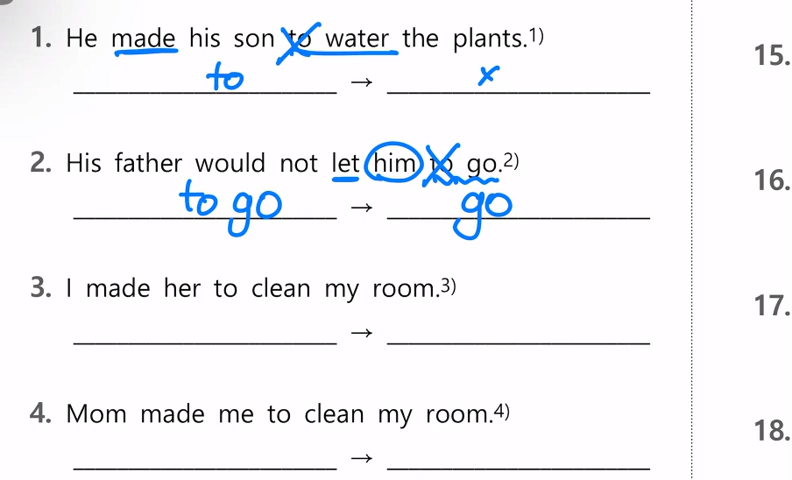 1. He made his son to water the plants.1)
to → x
15.
2. His father would not let him to go.2)
to go → go
16.
3. I made her to clean my room.3)
→
17.
4. Mom made me to clean my room.4)
→
18.